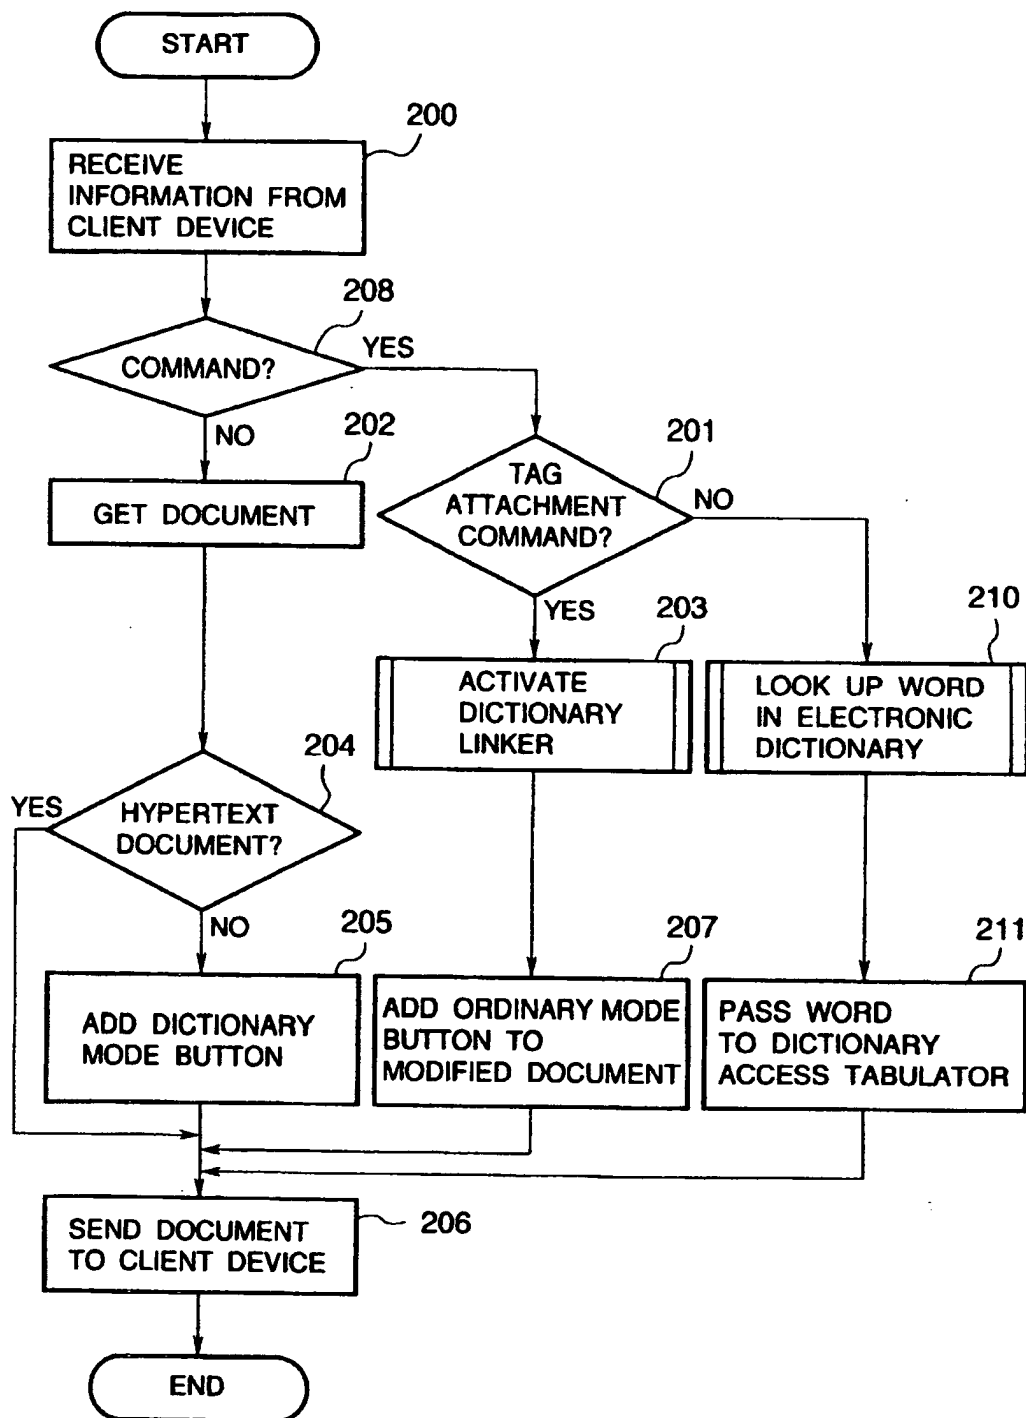 START
200
RECEIVE
INFORMATION FROM
CLIENT DEVICE
208
COMMAND?
YES
NO
202
GET DOCUMENT
201
TAG
ATTACHMENT
COMMAND?
NO
YES
203
ACTIVATE
DICTIONARY
LINKER
210
LOOK UP WORD
IN ELECTRONIC
DICTIONARY
204
YES
HYPERTEXT
DOCUMENT?
NO
205
ADD DICTIONARY
MODE BUTTON
207
ADD ORDINARY MODE
BUTTON TO
MODIFIED DOCUMENT
211
PASS WORD
TO DICTIONARY
ACCESS TABULATOR
206
SEND DOCUMENT
TO CLIENT DEVICE
END